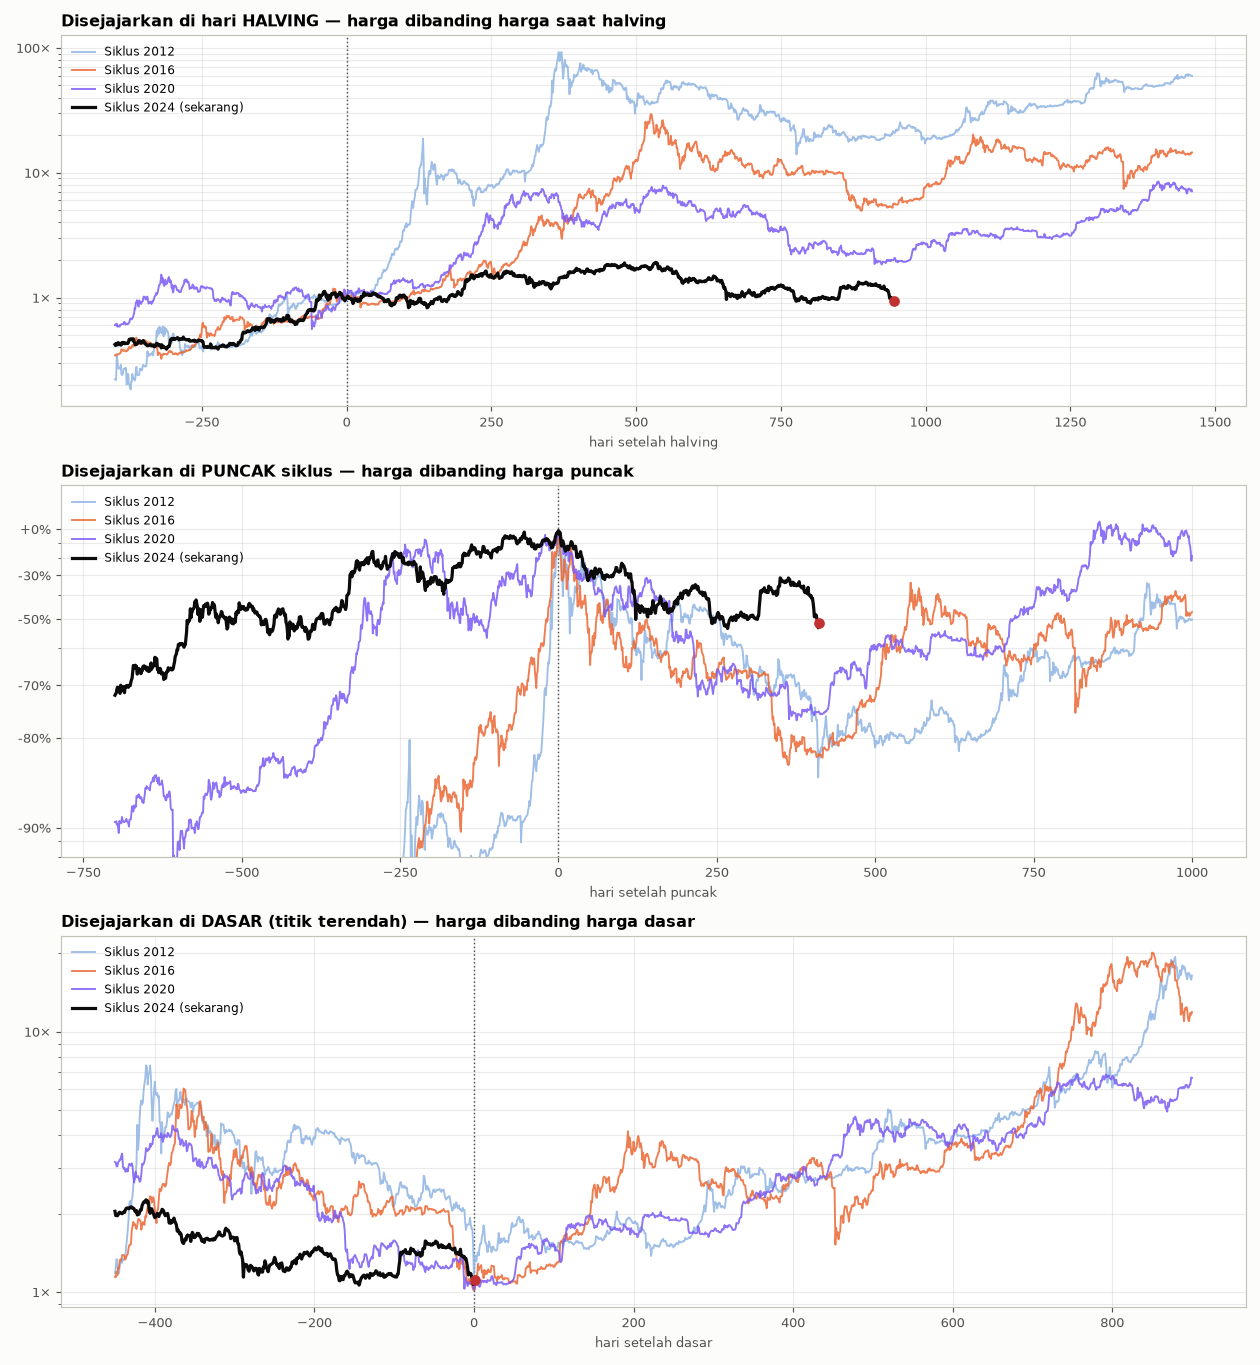 Disejajarkan di hari HALVING — harga dibanding harga saat halving
Siklus 2012
Siklus 2016
Siklus 2020
Siklus 2024 (sekarang)
100×
10×
1×
−250
0
250
500
750
1000
1250
1500
hari setelah halving
Disejajarkan di PUNCAK siklus — harga dibanding harga puncak
Siklus 2012
Siklus 2016
Siklus 2020
Siklus 2024 (sekarang)
+0%
-30%
-50%
-70%
-80%
-90%
−750
−500
−250
0
250
500
750
1000
hari setelah puncak
Disejajarkan di DASAR (titik terendah) — harga dibanding harga dasar
Siklus 2012
Siklus 2016
Siklus 2020
Siklus 2024 (sekarang)
10×
1×
−400
−200
0
200
400
600
800
hari setelah dasar